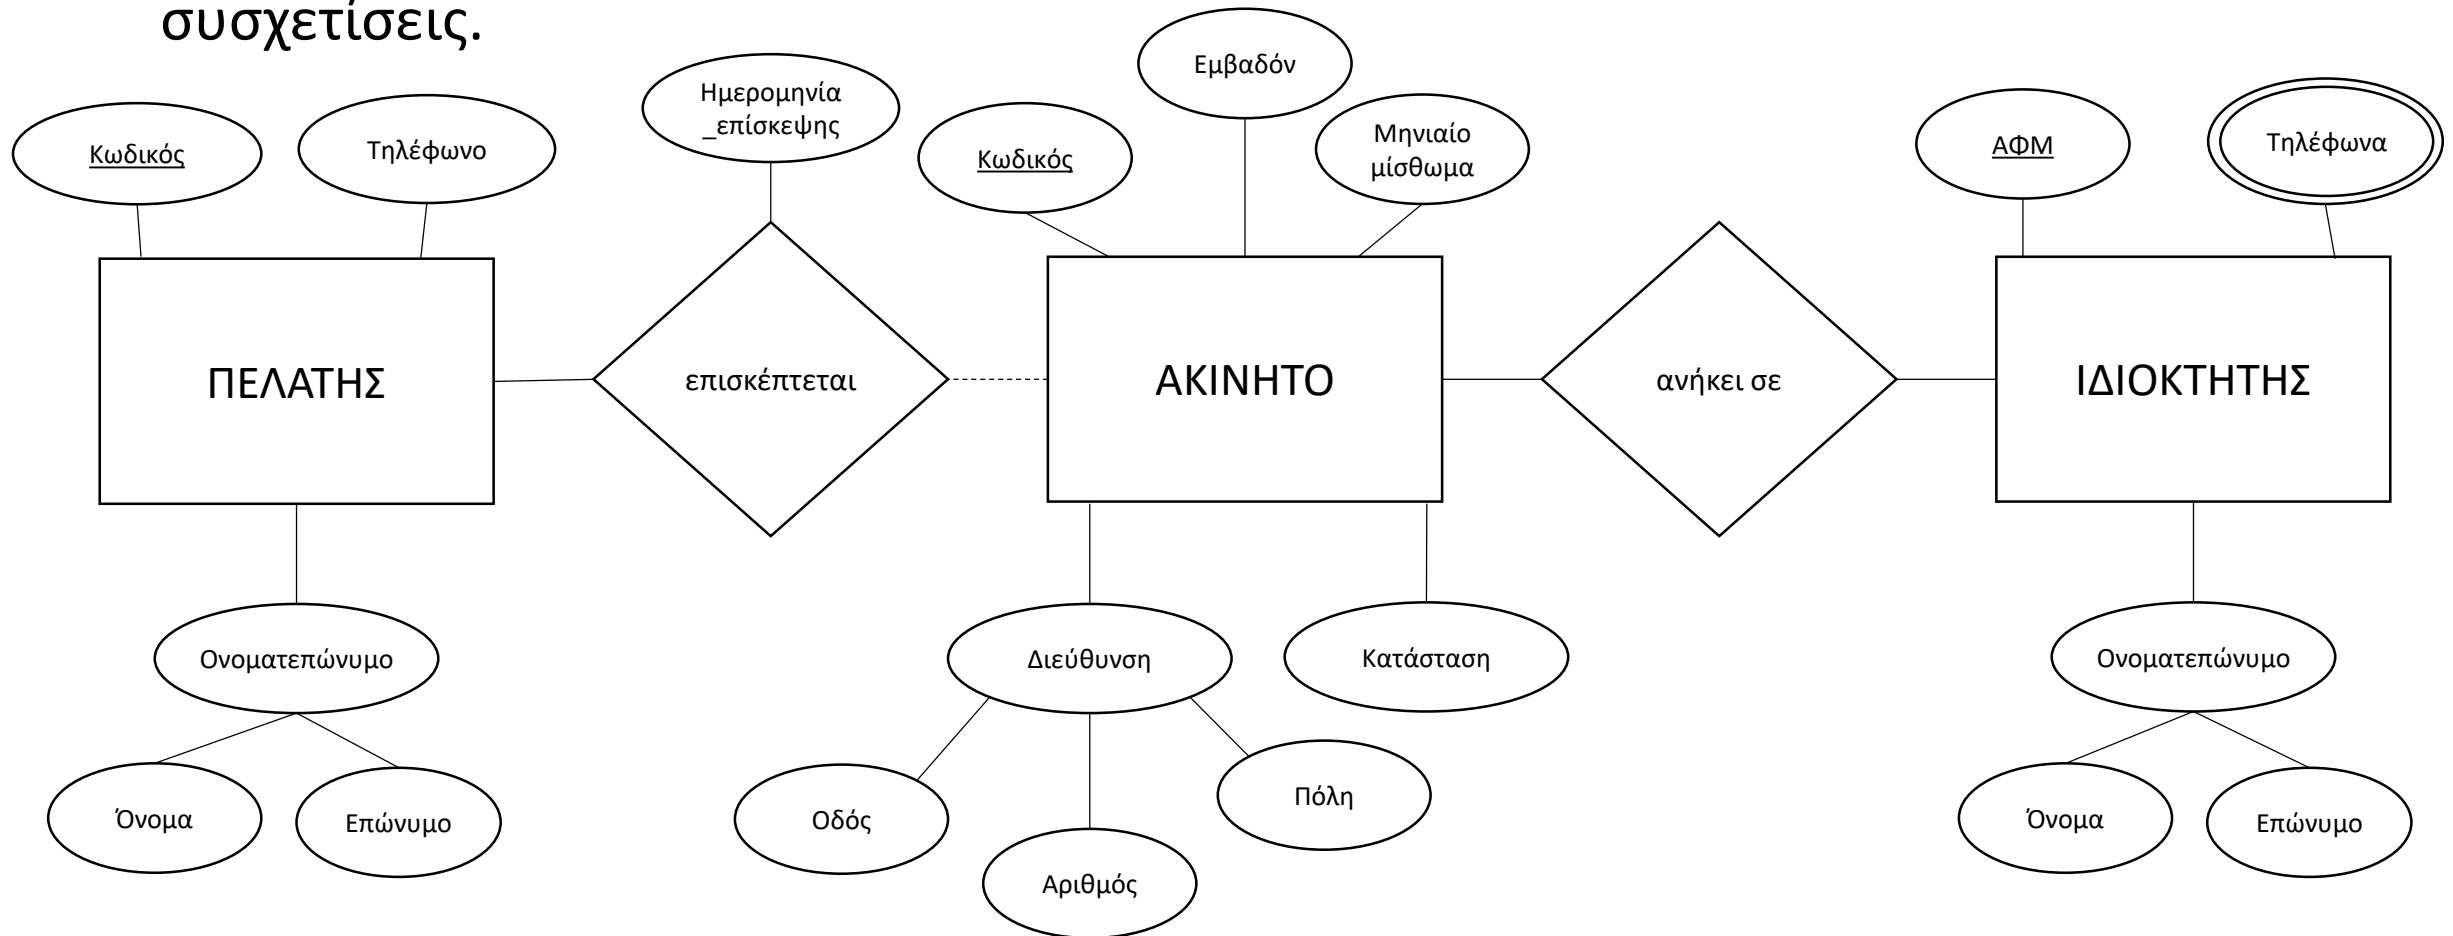 συσχετίσεις.
Κωδικός
Τηλέφωνο
Ημερομηνία
_επίσκεψης
Κωδικός
Εμβαδόν
Μηνιαίο
μίσθωμα
ΑΦΜ
Τηλέφωνα
ΠΕΛΑΤΗΣ
επισκέπτεται
ΑΚΙΝΗΤΟ
ανήκει σε
ΙΔΙΟΚΤΗΤΗΣ
Ονοματεπώνυμο
Διεύθυνση
Κατάσταση
Ονοματεπώνυμο
Όνομα
Επώνυμο
Οδός
Αριθμός
Πόλη
Όνομα
Επώνυμο